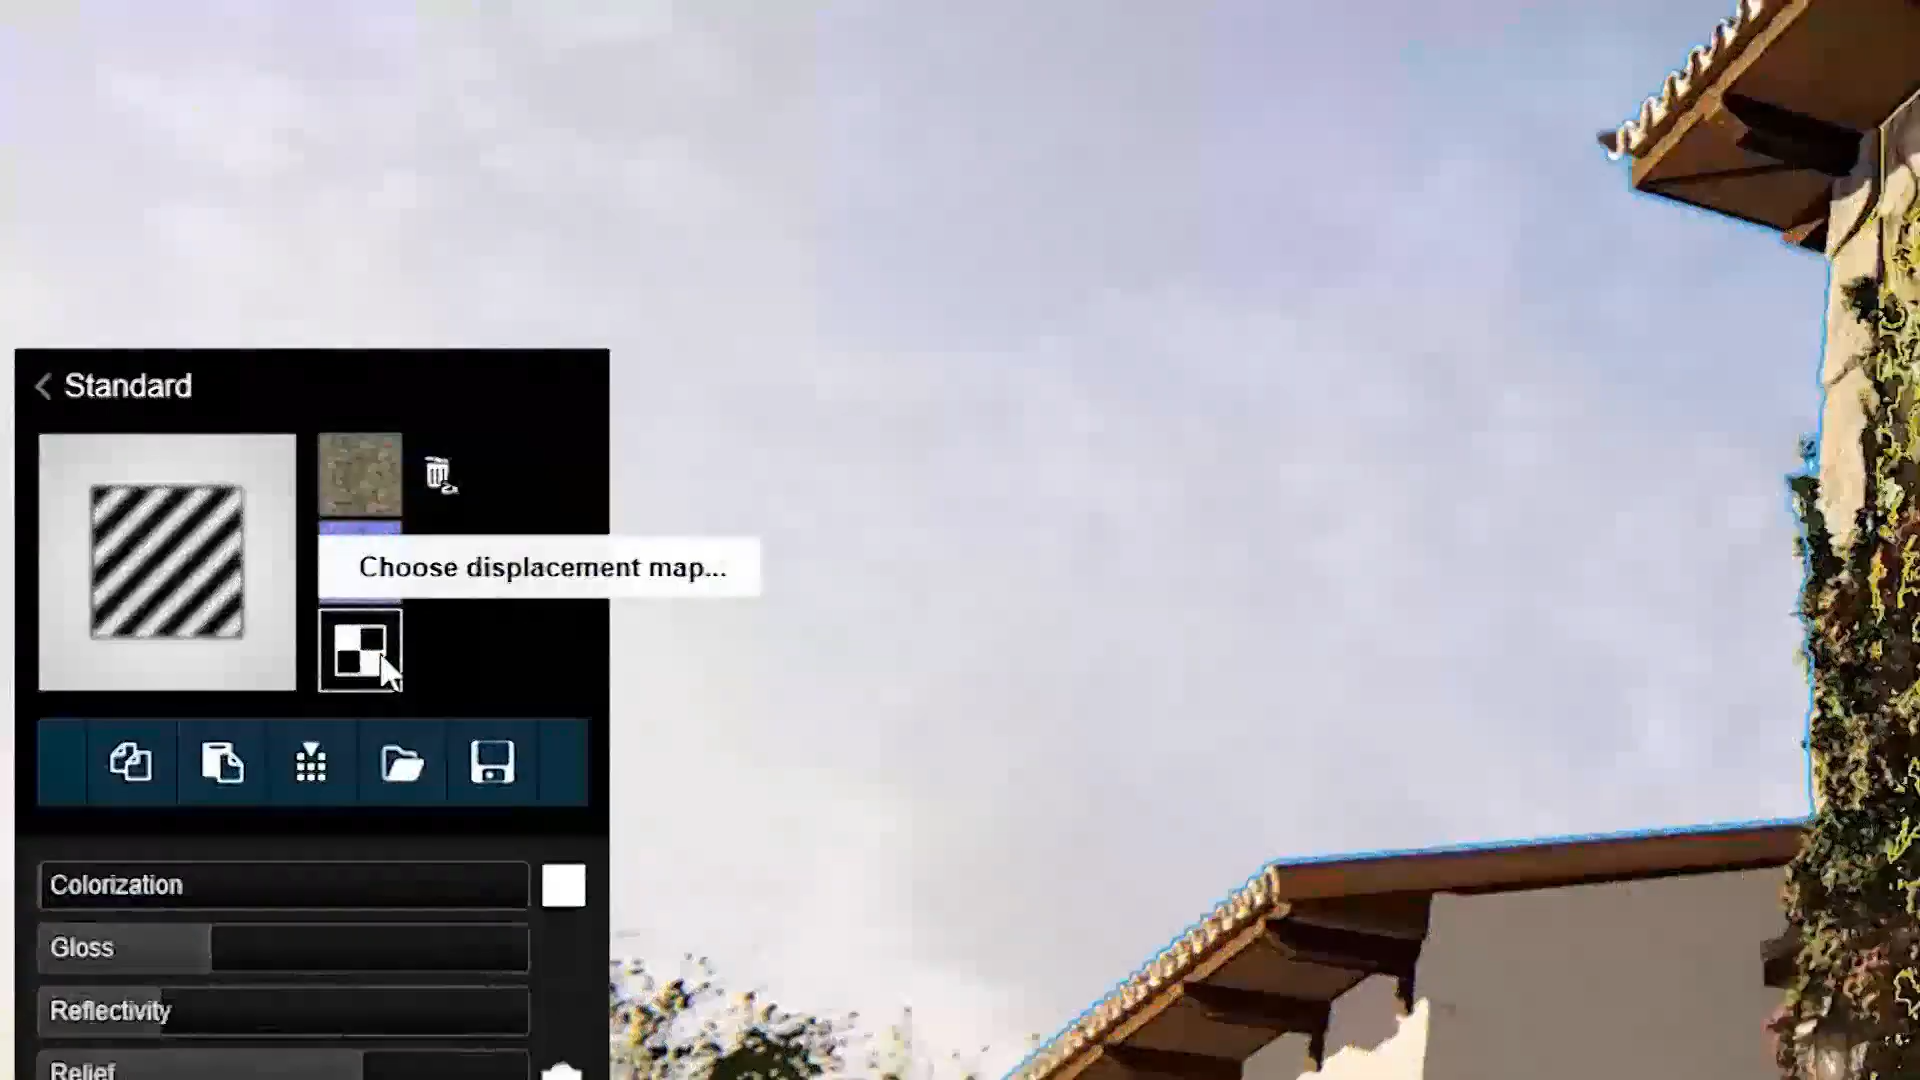 Standard
Choose displacement map...
Colorization
Gloss
Reflectivity
Relief